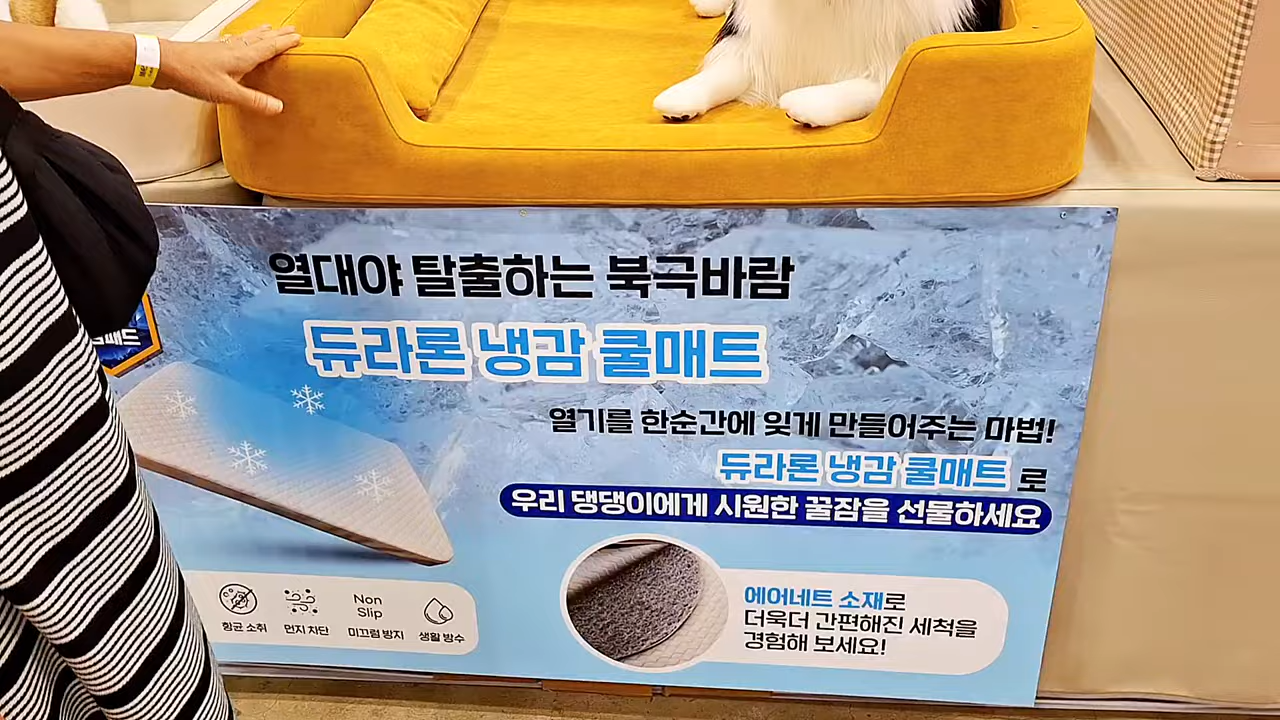 열대야 탈출하는 북극바람
듀라론 냉감 쿨매트
열기를 한순간에 잊게 만들어주는 마법!
듀라론 냉감 쿨매트 로
우리 댕댕이에게 시원한 꿀잠을 선물하세요
Non
Slip
항균 소취 먼지 차단 미끄럼 방지 생활 방수
에어네트 소재로
더욱더 간편해진 세척을
경험해 보세요!